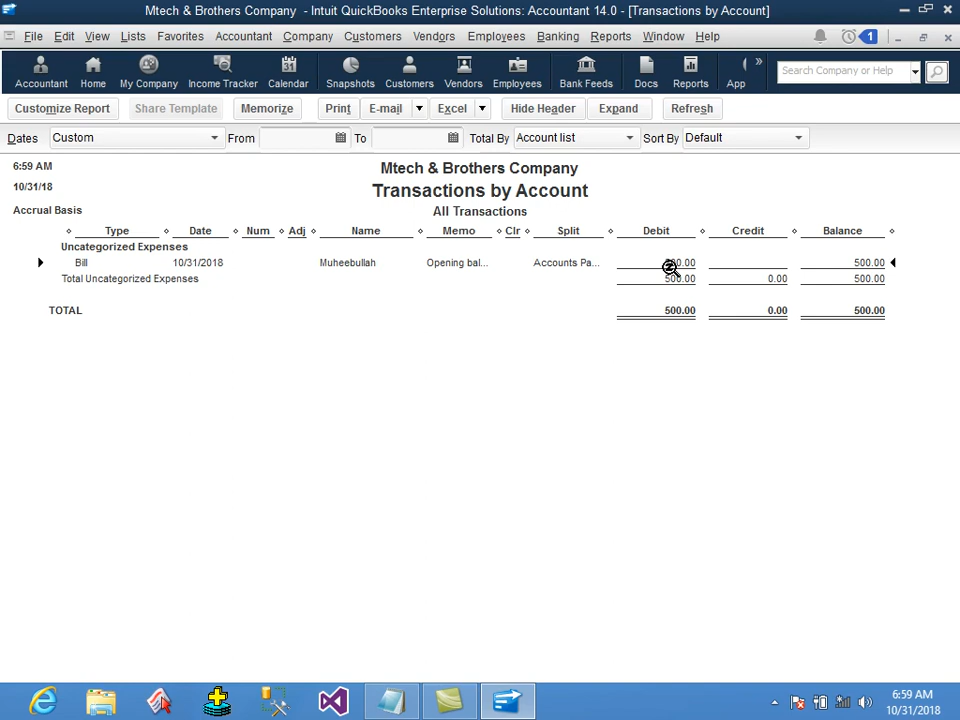 Mtech & Brothers Company - Intuit QuickBooks Enterprise Solutions: Accountant 14.0 - [Transactions by Account]
File Edit View Lists Favorites Accountant Company Customers Vendors Employees Banking Reports Window Help 1
Accountant Home My Company Income Tracker Calendar Snapshots Customers Vendors Employees Bank Feeds Docs Reports App » Search Company or Help
31
Customize Report Share Template Memorize Print E-mail Excel Hide Header Expand Refresh
Dates Custom From To Total By Account list Sort By Default
6:59 AM
10/31/18
Accrual Basis
Mtech & Brothers Company
Transactions by Account
All Transactions
Type Date Num Adj Name Memo Clr Split Debit Credit Balance
Uncategorized Expenses
Bill 10/31/2018 Muheebullah Opening bal... Accounts Pa... 500.00
Total Uncategorized Expenses 500.00 0.00 500.00
TOTAL 500.00 0.00 500.00
6:59 AM
10/31/2018